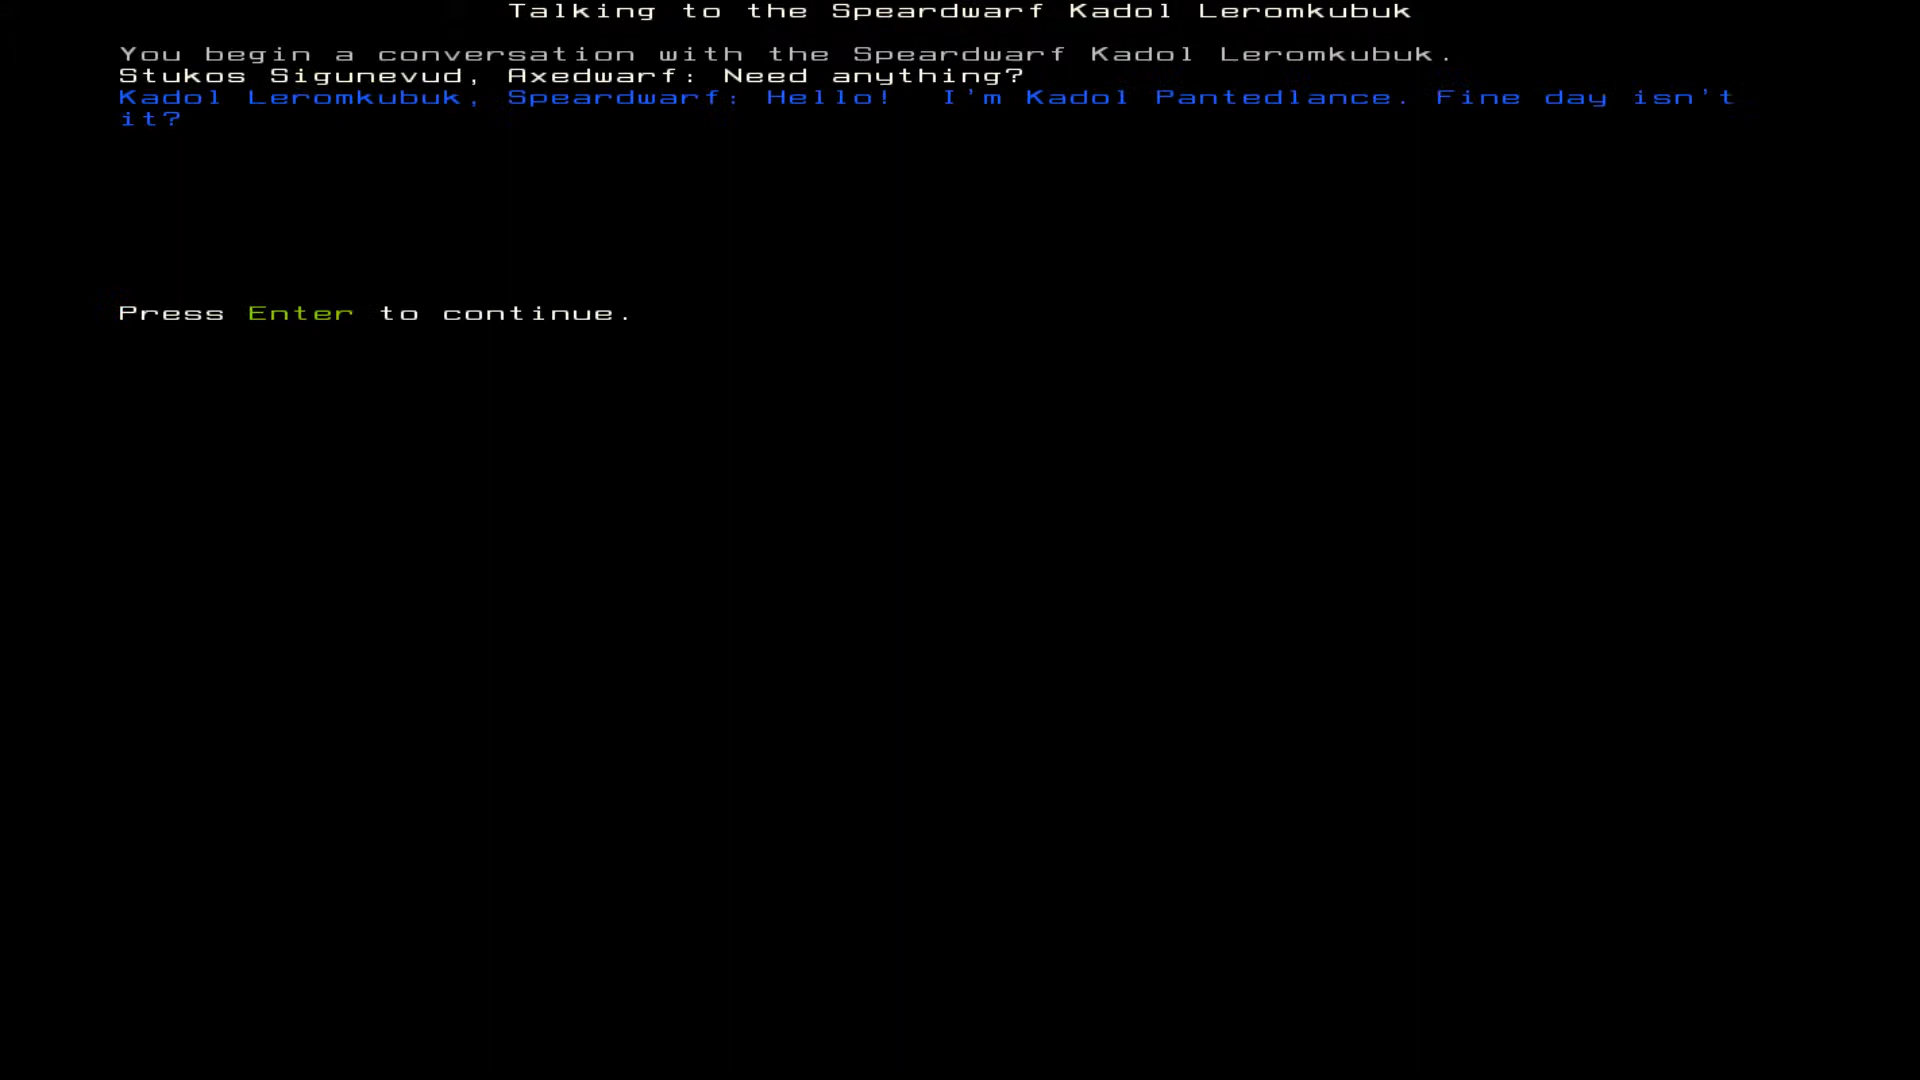 Talking to the Speardwarf Kadol Leromkubuk
You begin a conversation with the Speardwarf Kadol Leromkubuk.
Stukos Sigunevud, Axedwarf: Need anything?
Kadol Leromkubuk, Speardwarf: Hello!  I'm Kadol Pantedlance. Fine day isn't
it?
Press Enter to continue.